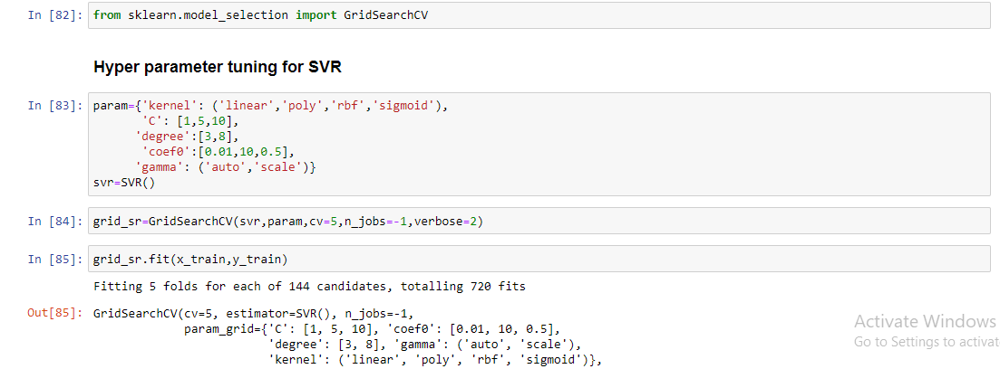 In [82]: from sklearn.model_selection import GridSearchCV
Hyper parameter tuning for SVR
In [83]: param={'kernel': ('linear','poly','rbf','sigmoid'),
'C': [1,5,10],
'degree':[3,8],
'coef0':[0.01,10,0.5],
'gamma': ('auto','scale')}
svr=SVR()
In [84]: grid_sr=GridSearchCV(svr,param,cv=5,n_jobs=-1,verbose=2)
In [85]: grid_sr.fit(x_train,y_train)
Fitting 5 folds for each of 144 candidates, totalling 720 fits
Out[85]: GridSearchCV(cv=5, estimator=SVR(), n_jobs=-1,
param_grid={'C': [1, 5, 10], 'coef0': [0.01, 10, 0.5],
'degree': [3, 8], 'gamma': ('auto', 'scale'),
'kernel': ('linear', 'poly', 'rbf', 'sigmoid')},
Activate Windows
Go to Settings to activat